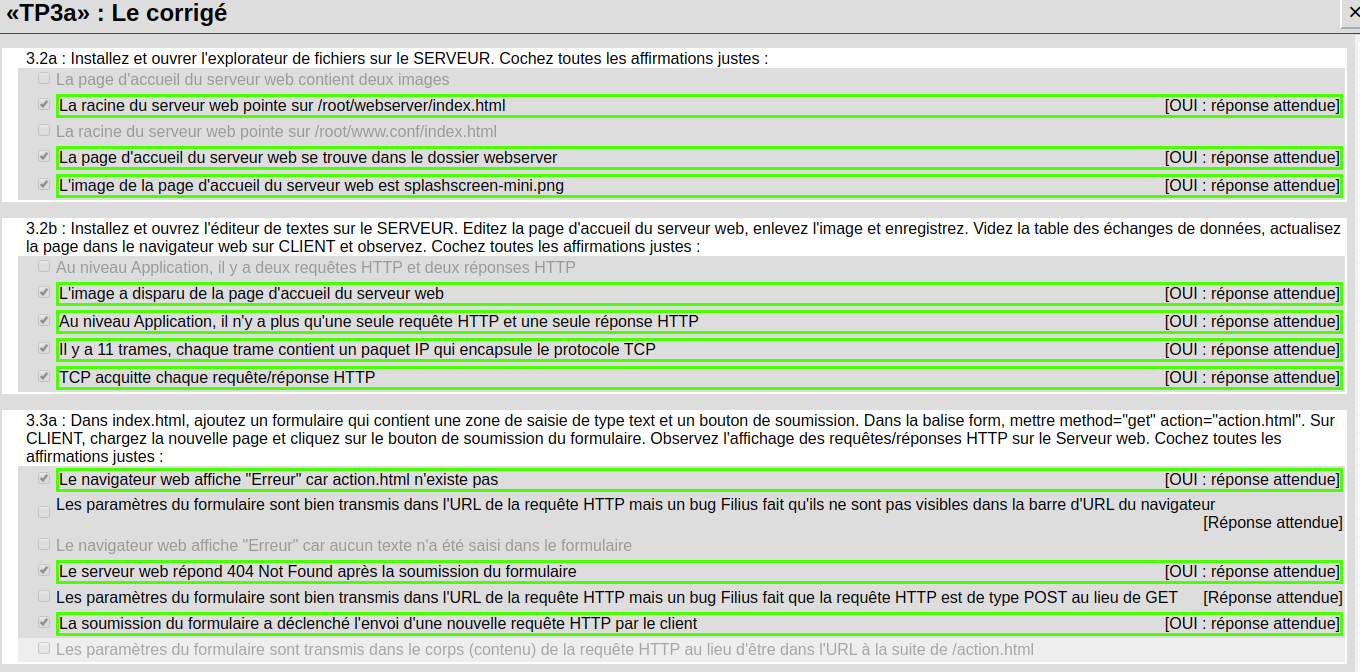 «TP3a» : Le corrigé
×
3.2a : Installez et ouvrer l'explorateur de fichiers sur le SERVEUR. Cochez toutes les affirmations justes :
La page d'accueil du serveur web contient deux images
La racine du serveur web pointe sur /root/webserver/index.html [OUI : réponse attendue]
La racine du serveur web pointe sur /root/www.conf/index.html
La page d'accueil du serveur web se trouve dans le dossier webserver [OUI : réponse attendue]
L'image de la page d'accueil du serveur web est splashscreen-mini.png [OUI : réponse attendue]
3.2b : Installez et ouvrez l'éditeur de textes sur le SERVEUR. Editez la page d'accueil du serveur web, enlevez l'image et enregistrez. Videz la table des échanges de données, actualisez
la page dans le navigateur web sur CLIENT et observez. Cochez toutes les affirmations justes :
Au niveau Application, il y a deux requêtes HTTP et deux réponses HTTP
L'image a disparu de la page d'accueil du serveur web [OUI : réponse attendue]
Au niveau Application, il n'y a plus qu'une seule requête HTTP et une seule réponse HTTP [OUI : réponse attendue]
Il y a 11 trames, chaque trame contient un paquet IP qui encapsule le protocole TCP [OUI : réponse attendue]
TCP acquitte chaque requête/réponse HTTP [OUI : réponse attendue]
3.3a : Dans index.html, ajoutez un formulaire qui contient une zone de saisie de type text et un bouton de soumission. Dans la balise form, mettre method="get" action="action.html". Sur
CLIENT, chargez la nouvelle page et cliquez sur le bouton de soumission du formulaire. Observez l'affichage des requêtes/réponses HTTP sur le Serveur web. Cochez toutes les
affirmations justes :
Le navigateur web affiche "Erreur" car action.html n'existe pas [OUI : réponse attendue]
Les paramètres du formulaire sont bien transmis dans l'URL de la requête HTTP mais un bug Filius fait qu'ils ne sont pas visibles dans la barre d'URL du navigateur
[Réponse attendue]
Le navigateur web affiche "Erreur" car aucun texte n'a été saisi dans le formulaire
Le serveur web répond 404 Not Found après la soumission du formulaire [OUI : réponse attendue]
Les paramètres du formulaire sont bien transmis dans l'URL de la requête HTTP mais un bug Filius fait que la requête HTTP est de type POST au lieu de GET [Réponse attendue]
La soumission du formulaire a déclenché l'envoi d'une nouvelle requête HTTP par le client [OUI : réponse attendue]
Les paramètres du formulaire sont transmis dans le corps (contenu) de la requête HTTP au lieu d'être dans l'URL à la suite de /action.html